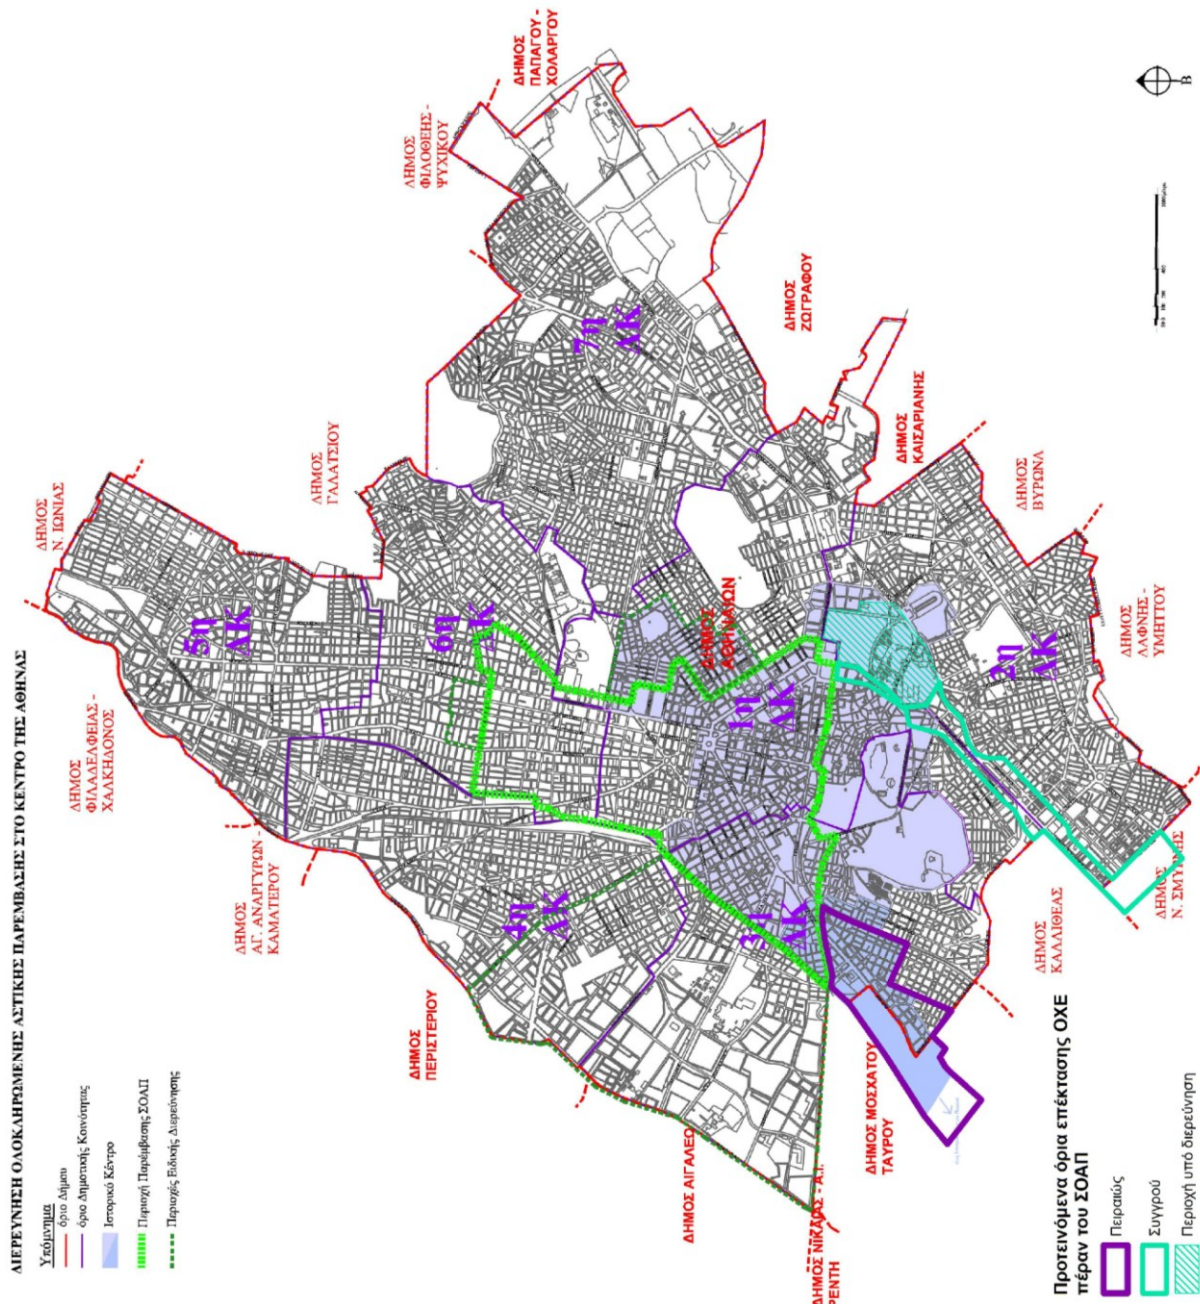 ΔΙΕΡΕΥΝΗΣΗ ΟΛΟΚΛΗΡΩΜΕΝΗΣ ΑΣΤΙΚΗΣ ΠΑΡΕΜΒΑΣΗΣ ΣΤΟ ΚΕΝΤΡΟ ΤΗΣ ΑΘΗΝΑΣ
Υπόμνημα
όριο Δήμου
όριο Δημοτικής Κοινότητας
Ιστορικό Κέντρο
Περιοχή Παρέμβασης ΣΟΑΠ
Περιοχές Ειδικής Διερεύνησης
ΔΗΜΟΣ
Ν. ΙΩΝΙΑΣ
ΔΗΜΟΣ
ΦΙΛΑΔΕΛΦΕΙΑΣ -
ΧΑΛΚΗΔΟΝΟΣ
ΔΗΜΟΣ
ΑΓ. ΑΝΑΡΓΥΡΩΝ -
ΚΑΜΑΤΕΡΟΥ
ΔΗΜΟΣ
ΓΑΛΑΤΣΙΟΥ
ΔΗΜΟΣ
ΦΙΛΟΘΕΗΣ -
ΨΥΧΙΚΟΥ
ΔΗΜΟΣ
ΠΑΠΑΓΟΥ -
ΧΟΛΑΡΓΟΥ
ΔΗΜΟΣ
ΠΕΡΙΣΤΕΡΙΟΥ
5η
ΔΚ
6η
ΔΚ
4η
ΔΚ
7η
ΔΚ
ΔΗΜΟΣ
ΑΘΗΝΑΙΩΝ
1η
ΔΚ
3η
ΔΚ
2η
ΔΚ
ΔΗΜΟΣ
ΖΩΓΡΑΦΟΥ
ΔΗΜΟΣ
ΚΑΙΣΑΡΙΑΝΗΣ
ΔΗΜΟΣ
ΒΥΡΩΝΑ
ΔΗΜΟΣ
ΔΑΦΝΗΣ -
ΥΜΗΤΤΟΥ
ΔΗΜΟΣ
Ν. ΣΜΥΡΝΗΣ
ΔΗΜΟΣ
ΚΑΛΛΙΘΕΑΣ
ΔΗΜΟΣ ΜΟΣΧΑΤΟΥ
ΤΑΥΡΟΥ
ΔΗΜΟΣ ΑΙΓΑΛΕΩ
ΔΗΜΟΣ ΝΙΚΑΙΑΣ - Α.Ι.
ΡΕΝΤΗ
Β
Προτεινόμενα όρια επέκτασης ΟΧΕ
πέραν του ΣΟΑΠ
Πειραιώς
Συγγρού
Περιοχή υπό διερεύνηση